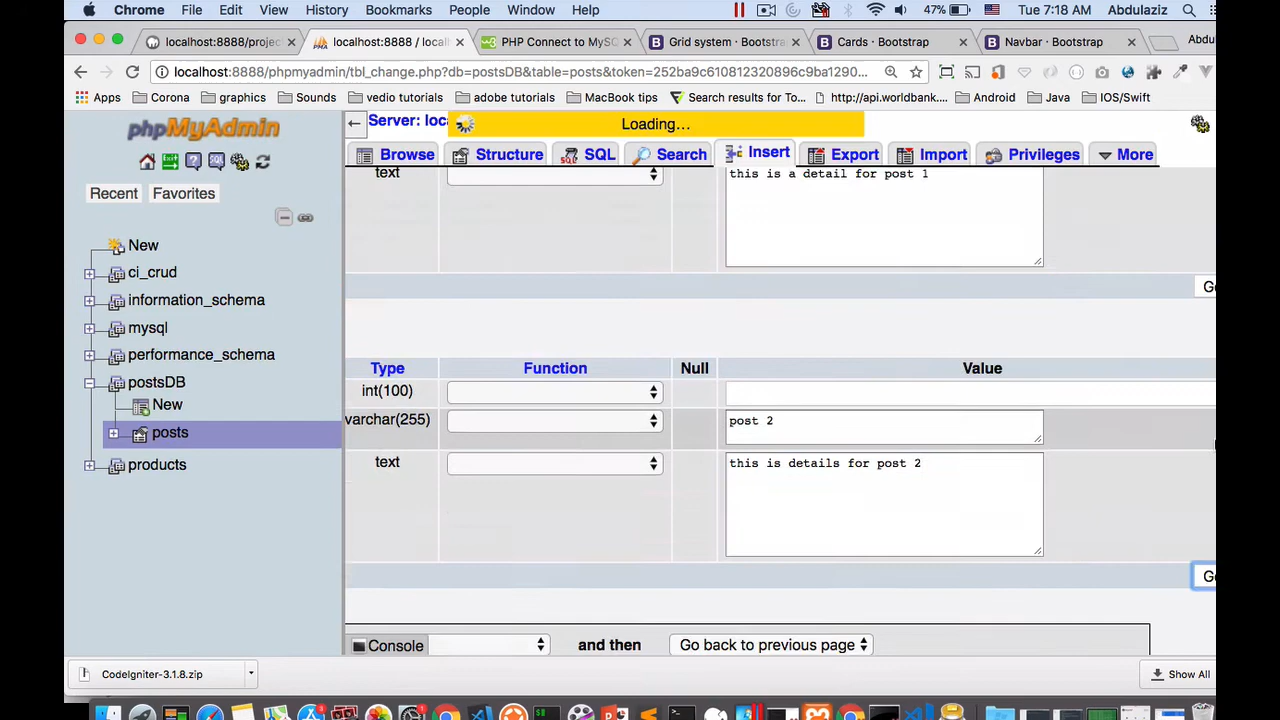 Chrome File Edit View History Bookmarks People Window Help 47% Tue 7:18 AM Abdulaziz
localhost:8888/projec localhost:8888 / local PHP Connect to MySQ Grid system · Bootstra Cards · Bootstrap Navbar · Bootstrap Abdu
localhost:8888/phpmyadmin/tbl_change.php?db=postsDB&table=posts&token=252ba9c610812320896c9ba1290...
Apps Corona graphics Sounds vedio tutorials adobe tutorials MacBook tips Search results for To... http://api.worldbank.... Android Java IOS/Swift
phpMyAdmin
Server: loc
Loading...
Browse Structure SQL Search Insert Export Import Privileges More
Recent Favorites
New
ci_crud
information_schema
mysql
performance_schema
postsDB
New
posts
products
text this is a detail for post 1
Go
Type Function Null Value
int(100)
varchar(255) post 2
text this is details for post 2
Go
Console and then Go back to previous page
CodeIgniter-3.1.8.zip Show All